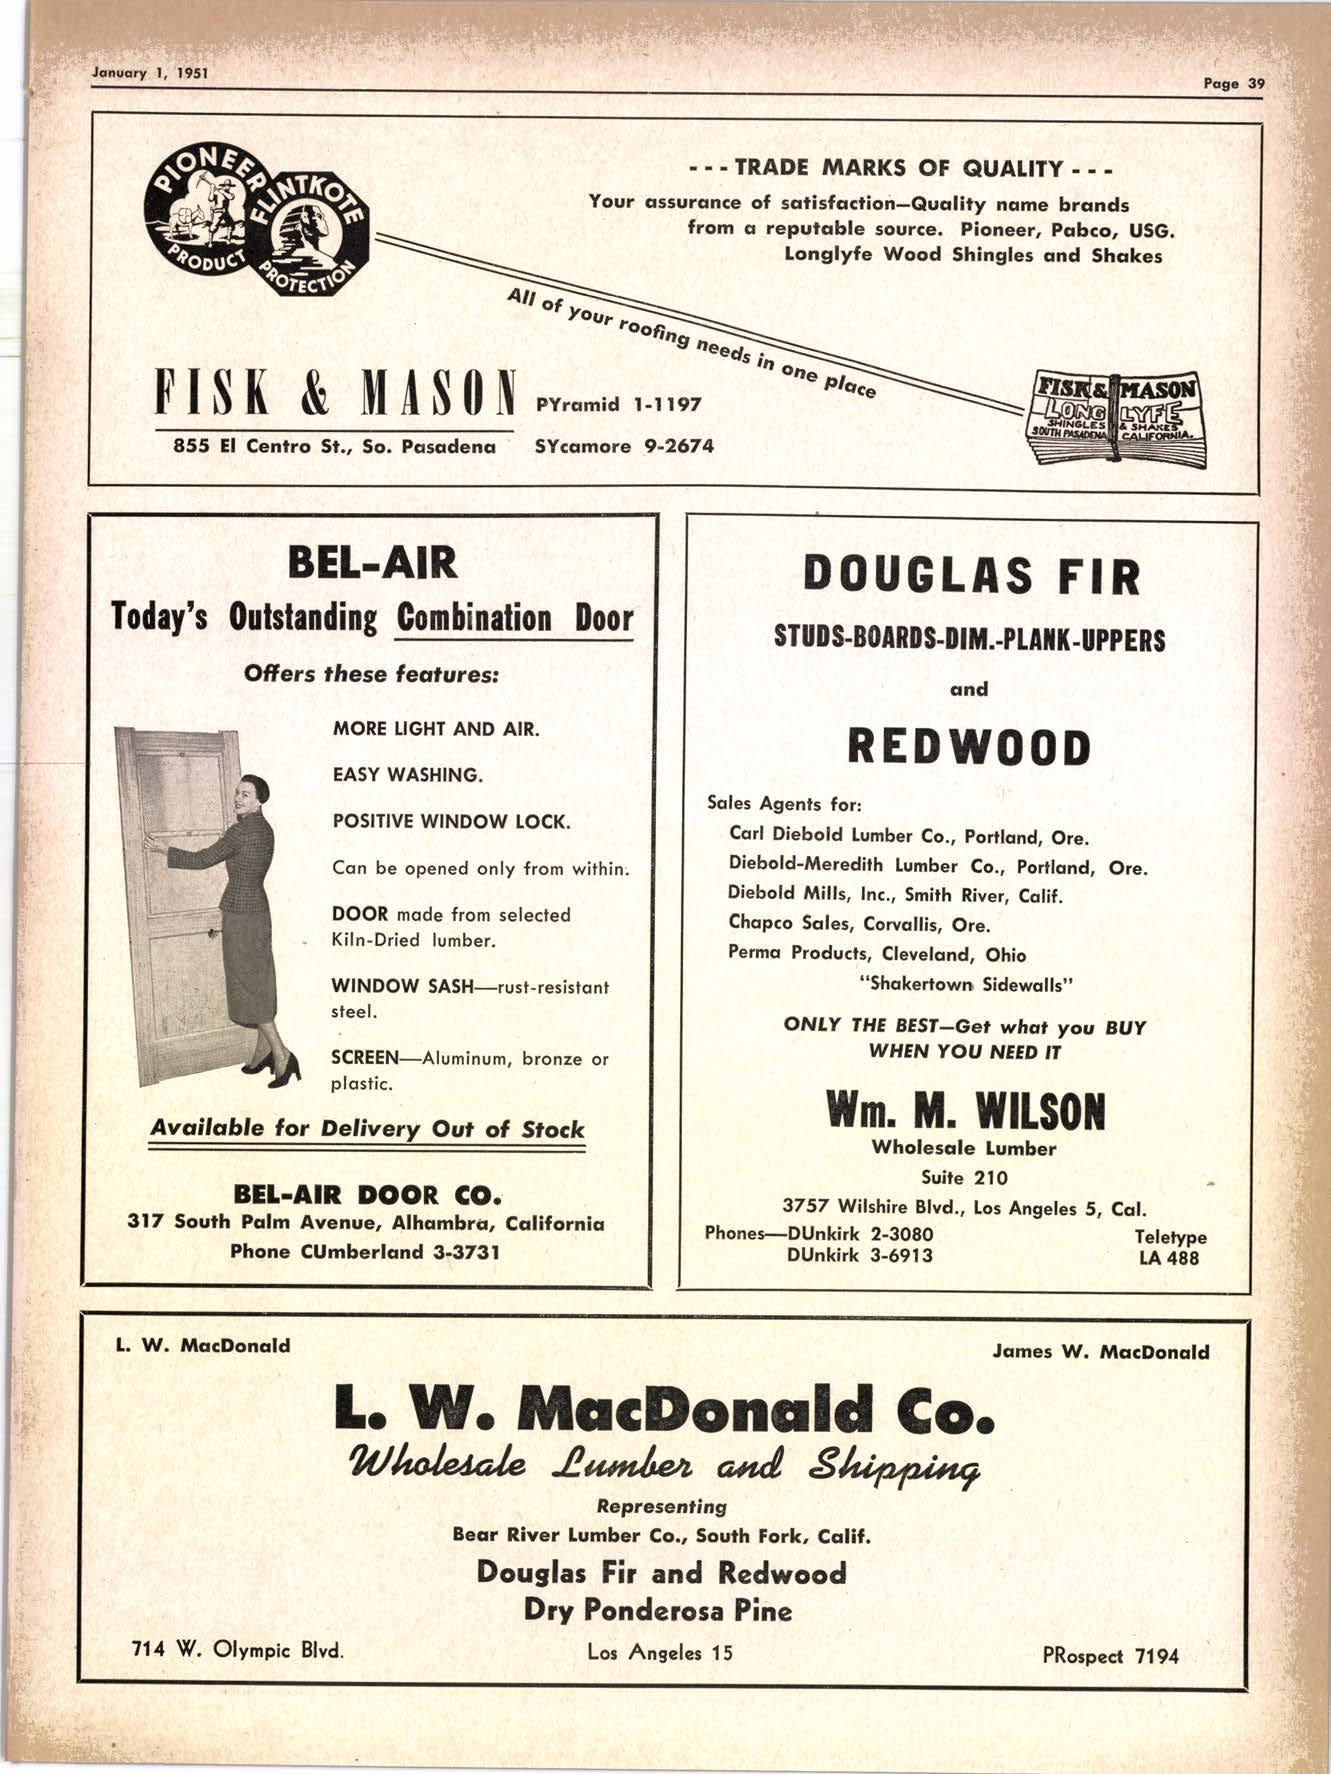 January 1, 1951
Page 39
PIONEER
PRODUCT
FLINTKOTE
PROTECTION
- - - TRADE MARKS OF QUALITY - - -
Your assurance of satisfaction—Quality name brands
from a reputable source. Pioneer, Pabco, USG.
Longlyfe Wood Shingles and Shakes
All of your roofing needs in one place
FISK & MASON
PYramid 1-1197
855 El Centro St., So. Pasadena
SYcamore 9-2674
FISK & MASON
LONG LYFE
SHINGLES & SHAKES
SOUTH PASADENA CALIFORNIA.
BEL-AIR
Today's Outstanding Combination Door
Offers these features:
MORE LIGHT AND AIR.
EASY WASHING.
POSITIVE WINDOW LOCK.
Can be opened only from within.
DOOR made from selected
Kiln-Dried lumber.
WINDOW SASH—rust-resistant
steel.
SCREEN—Aluminum, bronze or
plastic.
Available for Delivery Out of Stock
BEL-AIR DOOR CO.
317 South Palm Avenue, Alhambra, California
Phone CUmberland 3-3731
DOUGLAS FIR
STUDS-BOARDS-DIM.-PLANK-UPPERS
and
REDWOOD
Sales Agents for:
Carl Diebold Lumber Co., Portland, Ore.
Diebold-Meredith Lumber Co., Portland, Ore.
Diebold Mills, Inc., Smith River, Calif.
Chapco Sales, Corvallis, Ore.
Perma Products, Cleveland, Ohio
"Shakertown Sidewalls"
ONLY THE BEST—Get what you BUY
WHEN YOU NEED IT
Wm. M. WILSON
Wholesale Lumber
Suite 210
3757 Wilshire Blvd., Los Angeles 5, Cal.
Phones—DUnkirk 2-3080
DUnkirk 3-6913
Teletype
LA 488
L. W. MacDonald
James W. MacDonald
L. W. MacDonald Co.
Wholesale Lumber and Shipping
Representing
Bear River Lumber Co., South Fork, Calif.
Douglas Fir and Redwood
Dry Ponderosa Pine
714 W. Olympic Blvd.
Los Angeles 15
PRospect 7194